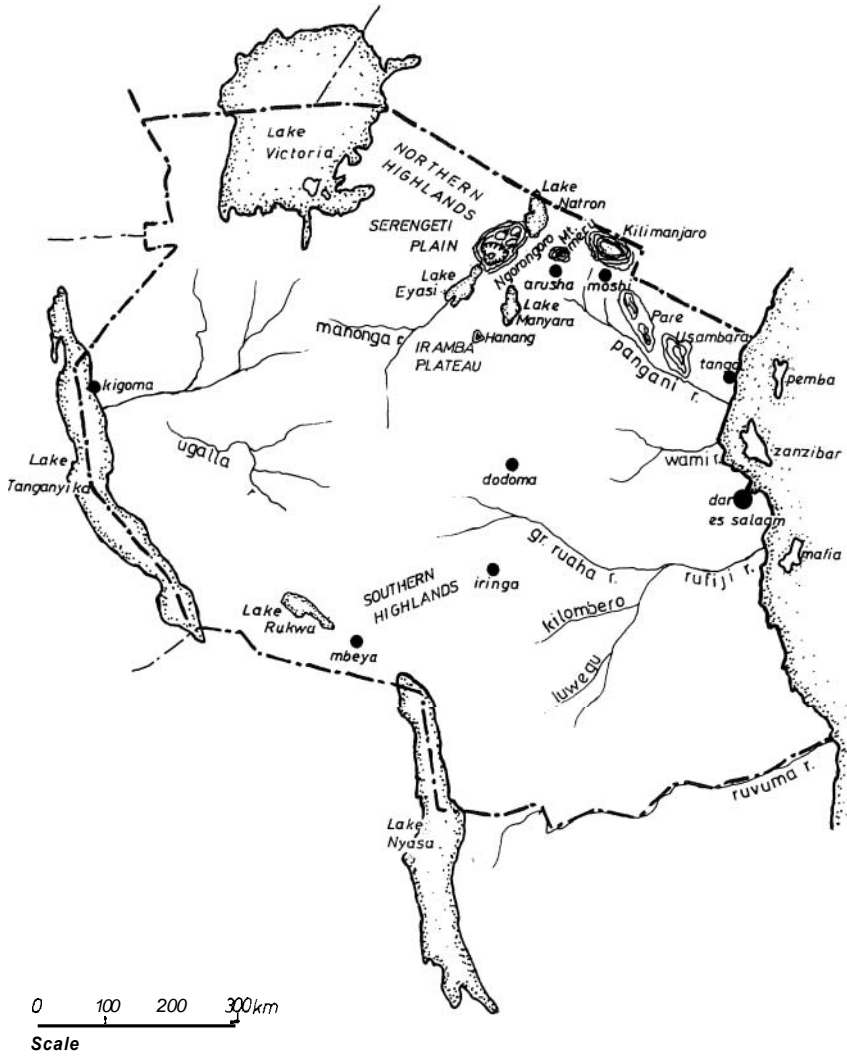 Lake
Victoria
NORTHERN
HIGHLANDS
Lake
Natron
SERENGETI
PLAIN
Ngorongoro
Mt.
meru
Kilimanjaro
Lake
Eyasi
arusha
moshi
Lake
Manyara
manonga r.
Hanang
IRAMBA
PLATEAU
Pare
Usambara
pangani r.
tanga
pemba
kigoma
ugalla
r.
Lake
Tanganyika
dodoma
wami r.
zanzibar
dar
es salaam
gr. ruaha r.
rufiji r.
mafia
iringa
SOUTHERN
HIGHLANDS
kilombero
Lake
Rukwa
mbeya
luwegu
ruvuma r.
Lake
Nyasa
0 100 200 300 km
Scale